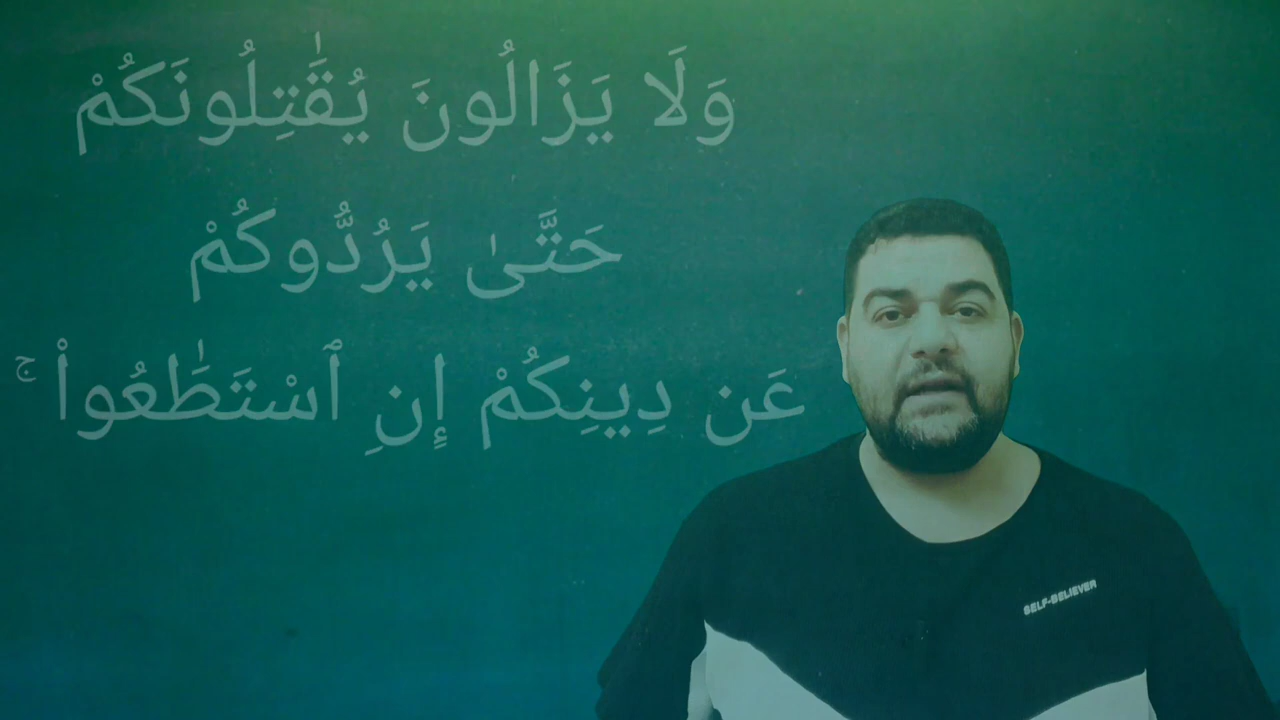 وَلَا يَزَالُونَ يُقَٰتِلُونَكُمْ
حَتَّىٰ يَرُدُّوكُمْ
عَن دِينِكُمْ إِنِ ٱسْتَطَٰعُوا۟ ۚ
SELF-BELIEVER